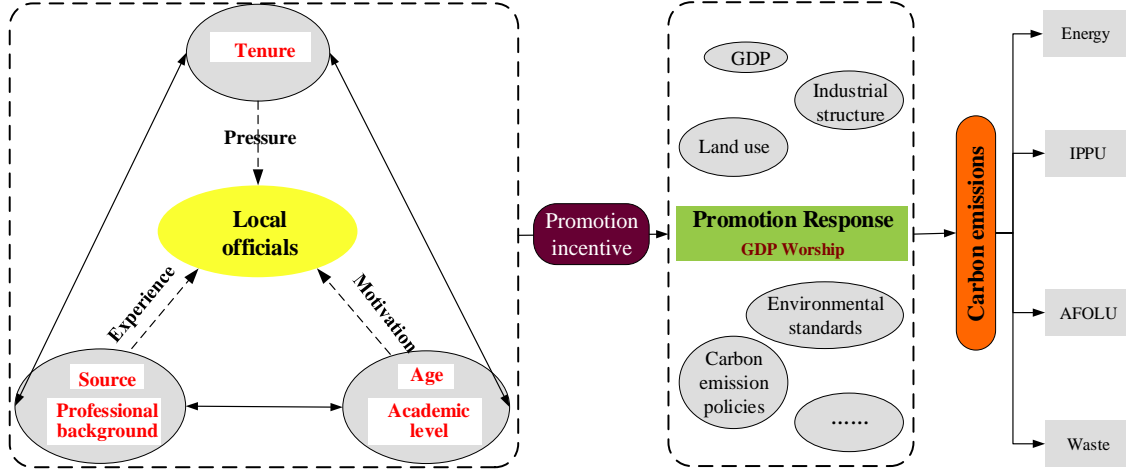 Tenure
Pressure
Local
officials
Experience
Motivation
Source
Professional
background
Age
Academic
level
Promotion
incentive
GDP
Industrial
structure
Land use
Promotion Response
GDP Worship
Environmental
standards
Carbon
emission
policies
……
Carbon emissions
Energy
IPPU
AFOLU
Waste